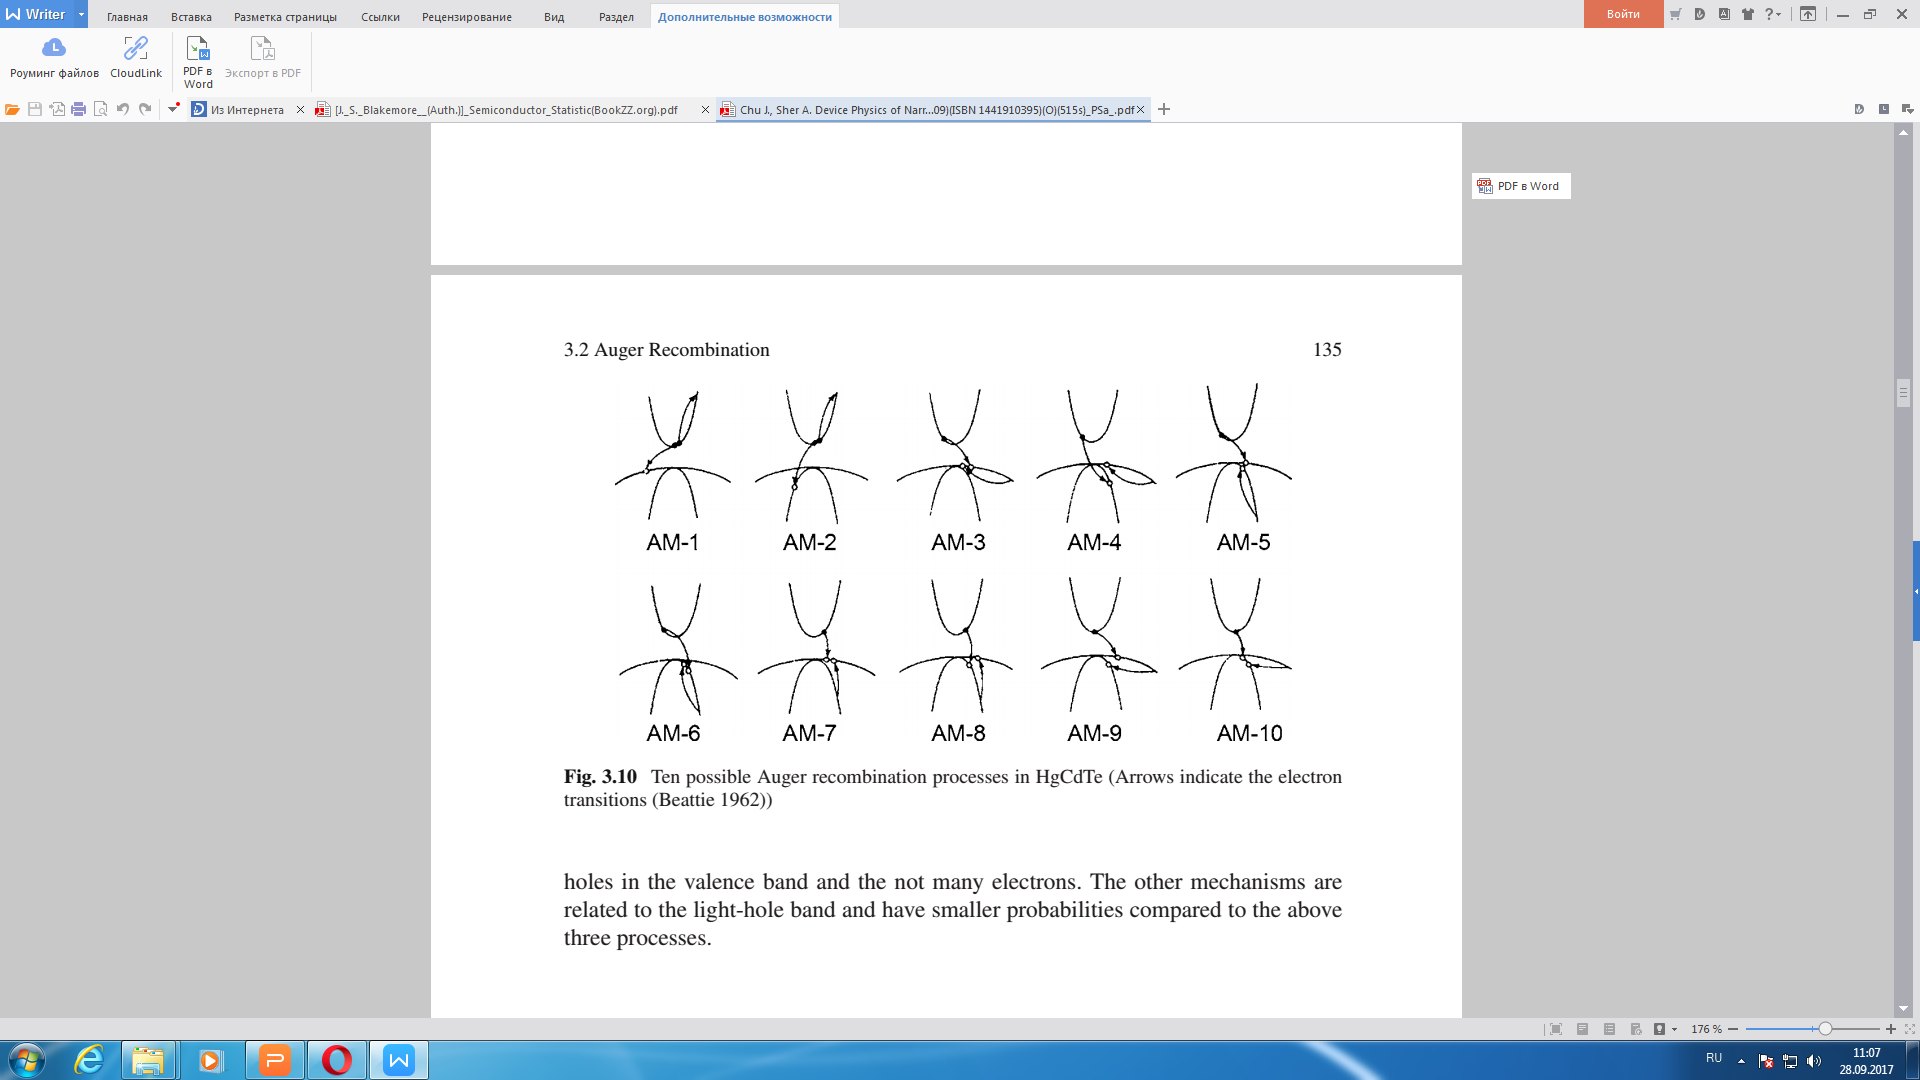 Writer
Главная Вставка Разметка страницы Ссылки Рецензирование Вид Раздел Дополнительные возможности
Войти
Роуминг файлов CloudLink PDF в Word Экспорт в PDF
Из Интернета
[J._S._Blakemore__(Auth.)]_Semiconductor_Statistic(BookZZ.org).pdf
Chu J., Sher A. Device Physics of Narr...09)(ISBN 1441910395)(O)(515s)_PSa_.pdf
PDF в Word
3.2 Auger Recombination 135
AM-1 AM-2 AM-3 AM-4 AM-5
AM-6 AM-7 AM-8 AM-9 AM-10
Fig. 3.10 Ten possible Auger recombination processes in HgCdTe (Arrows indicate the electron
transitions (Beattie 1962))
holes in the valence band and the not many electrons. The other mechanisms are
related to the light-hole band and have smaller probabilities compared to the above
three processes.
176 %
RU
11:07
28.09.2017